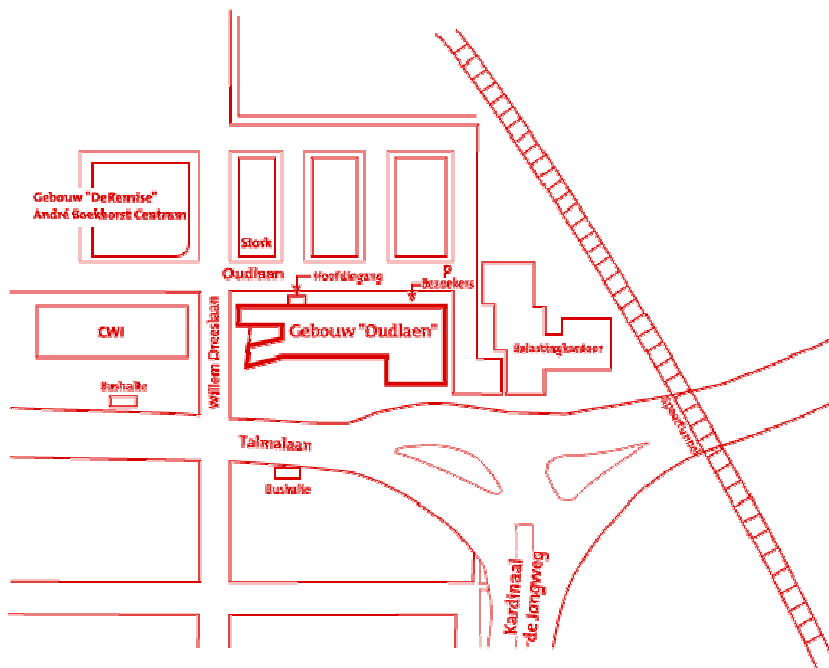 Gebouw "DeRemise"
André Boekhorst Centrum
Stork
Oudlaan
Hoofdingang
P
Bezoekers
Willem Dreeslaan
CWI
Gebouw "Oudlaen"
Belastingkantoor
Bushalte
Talmalaan
Bushalte
Spoortunnel
Kardinaal
de Jongweg